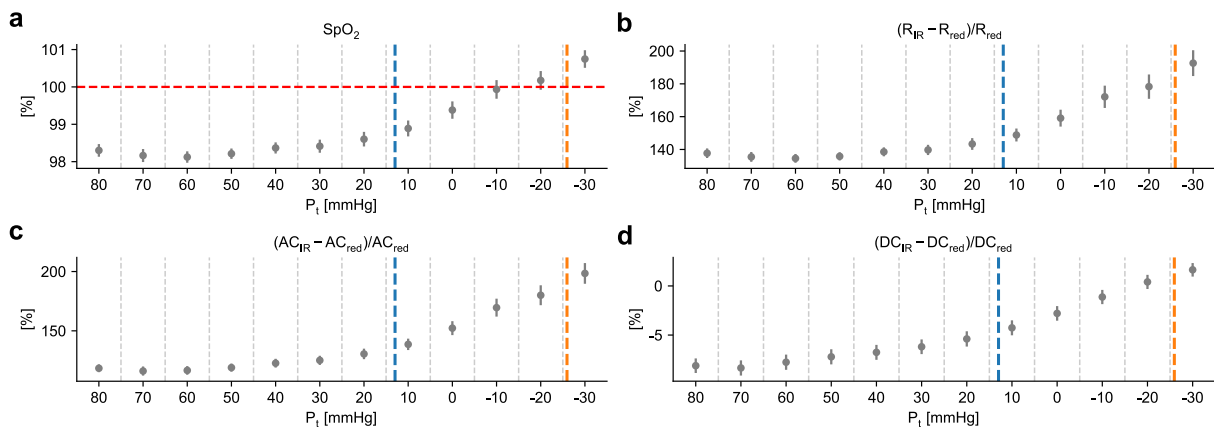 a
SpO2
[%]
101
100
99
98
80 70 60 50 40 30 20 10 0 -10 -20 -30
Pt [mmHg]
b
(RIR − Rred)/Rred
[%]
200
180
160
140
80 70 60 50 40 30 20 10 0 -10 -20 -30
Pt [mmHg]
c
(ACIR − ACred)/ACred
[%]
200
150
80 70 60 50 40 30 20 10 0 -10 -20 -30
Pt [mmHg]
d
(DCIR − DCred)/DCred
[%]
0
-5
80 70 60 50 40 30 20 10 0 -10 -20 -30
Pt [mmHg]